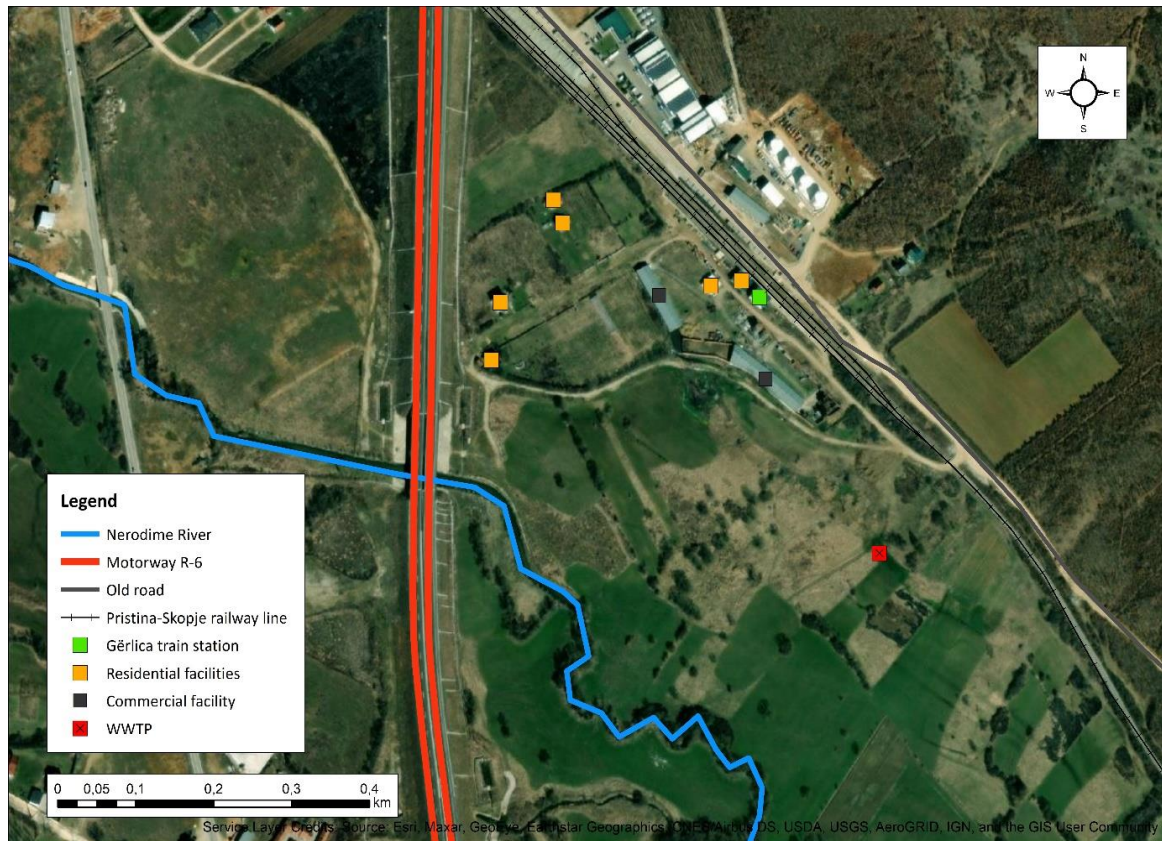 N
W E
S
Legend
Nerodime River
Motorway R-6
Old road
Pristina-Skopje railway line
Gërlica train station
Residential facilities
Commercial facility
WWTP
0 0,05 0,1 0,2 0,3 0,4
km
Service Layer Credits: Source: Esri, Maxar, GeoEye, Earthstar Geographics, CNES/Airbus DS, USDA, USGS, AeroGRID, IGN, and the GIS User Community